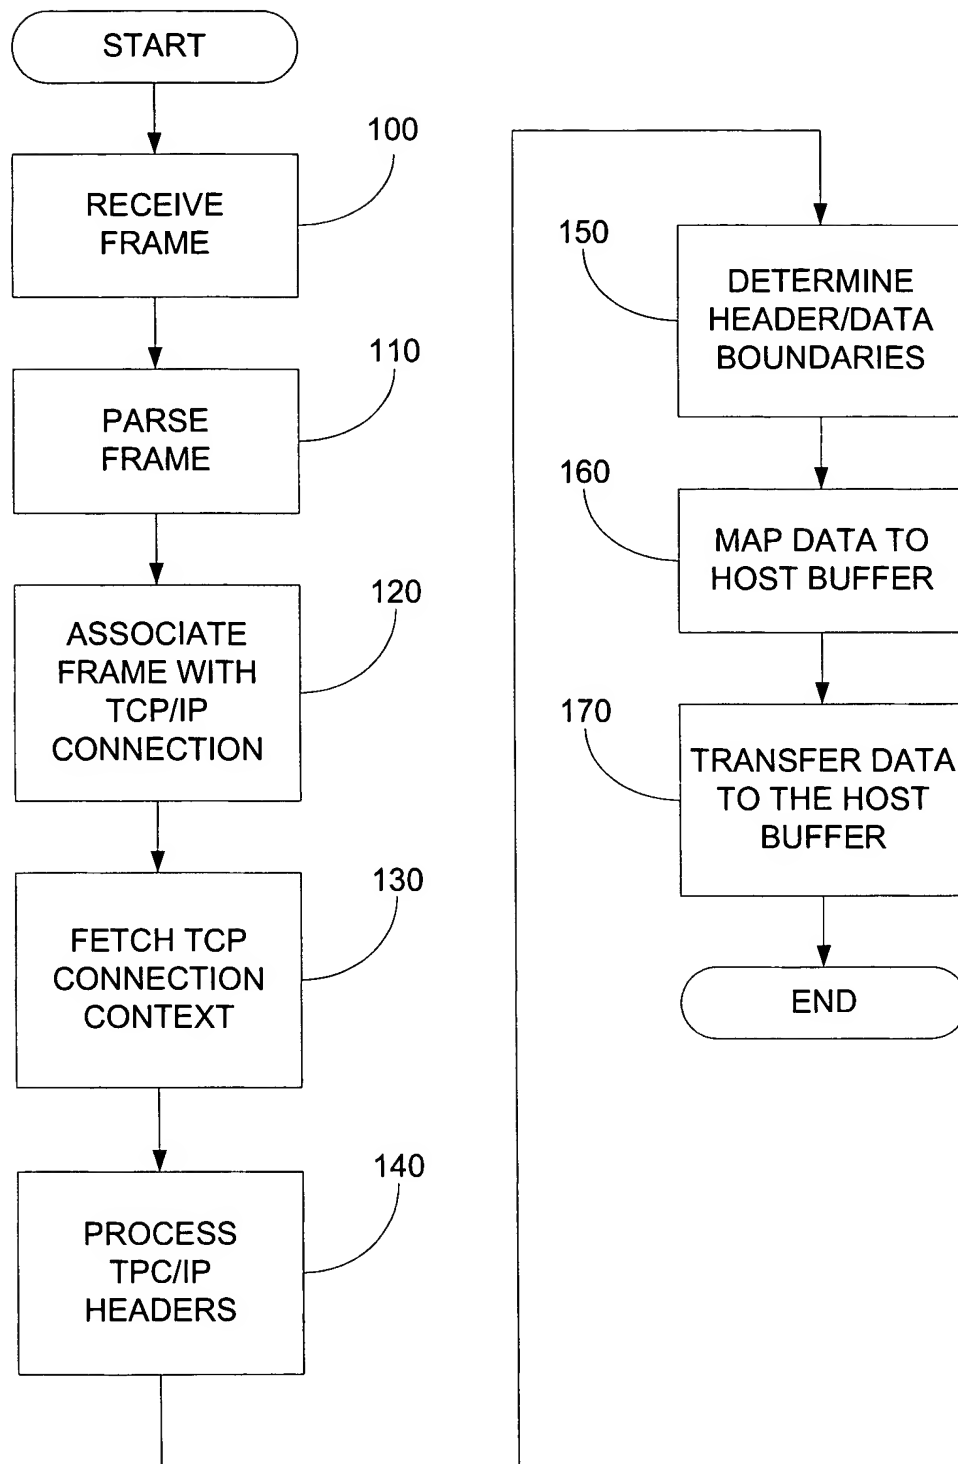 START
100
RECEIVE
FRAME
110
PARSE
FRAME
120
ASSOCIATE
FRAME WITH
TCP/IP
CONNECTION
130
FETCH TCP
CONNECTION
CONTEXT
140
PROCESS
TPC/IP
HEADERS
150
DETERMINE
HEADER/DATA
BOUNDARIES
160
MAP DATA TO
HOST BUFFER
170
TRANSFER DATA
TO THE HOST
BUFFER
END